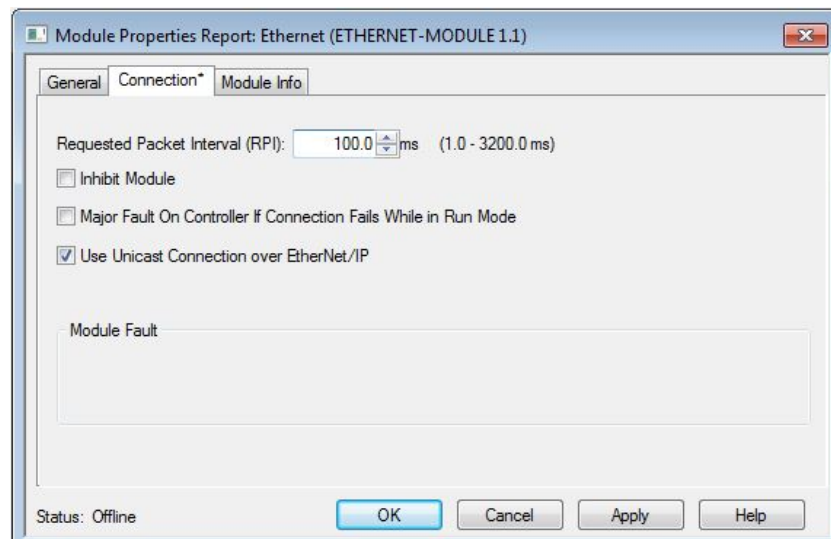 Module Properties Report: Ethernet (ETHERNET-MODULE 1.1)
General Connection* Module Info
Requested Packet Interval (RPI): 100.0 ms (1.0 - 3200.0 ms)
Inhibit Module
Major Fault On Controller If Connection Fails While in Run Mode
Use Unicast Connection over EtherNet/IP
Module Fault
Status: Offline OK Cancel Apply Help